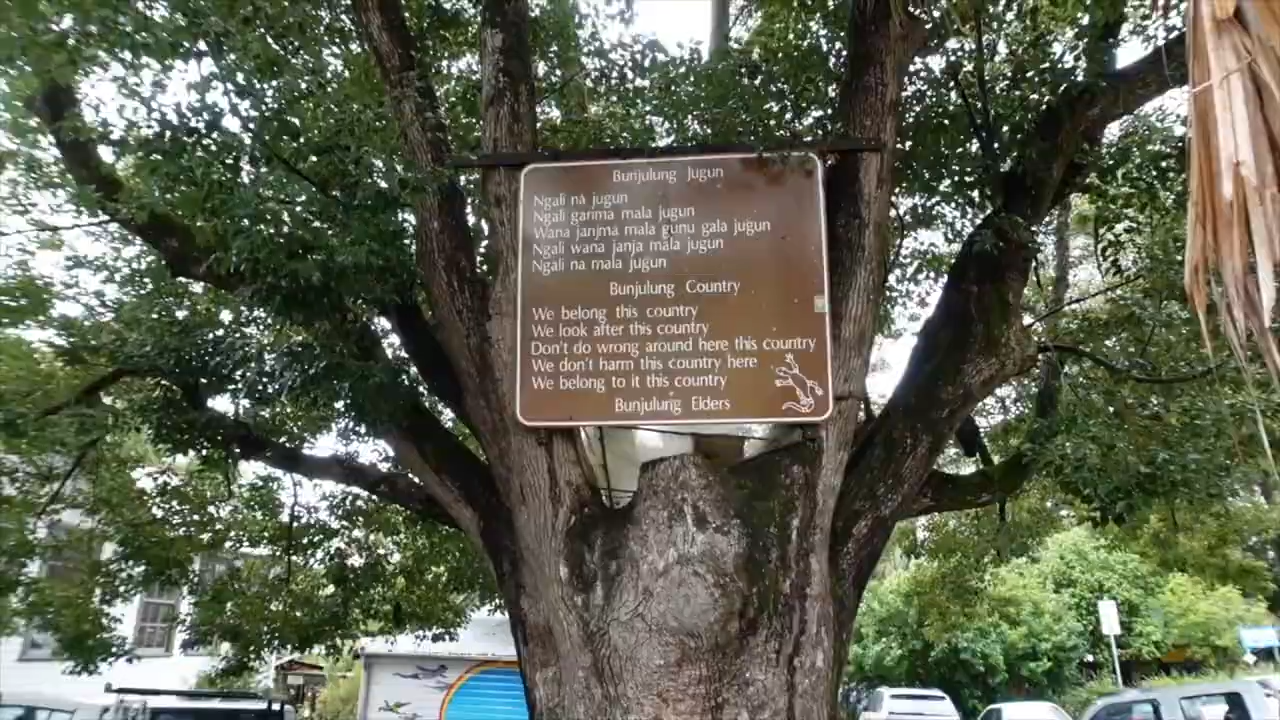 Bunjulung Jugun
Ngali na jugun
Ngali garima mala jugun
Wana janjma mala gunu gala jugun
Ngali wana janja mala jugun
Ngali na mala jugun
Bunjulung Country
We belong this country
We look after this country
Don't do wrong around here this country
We don't harm this country here
We belong to it this country
Bunjulung Elders